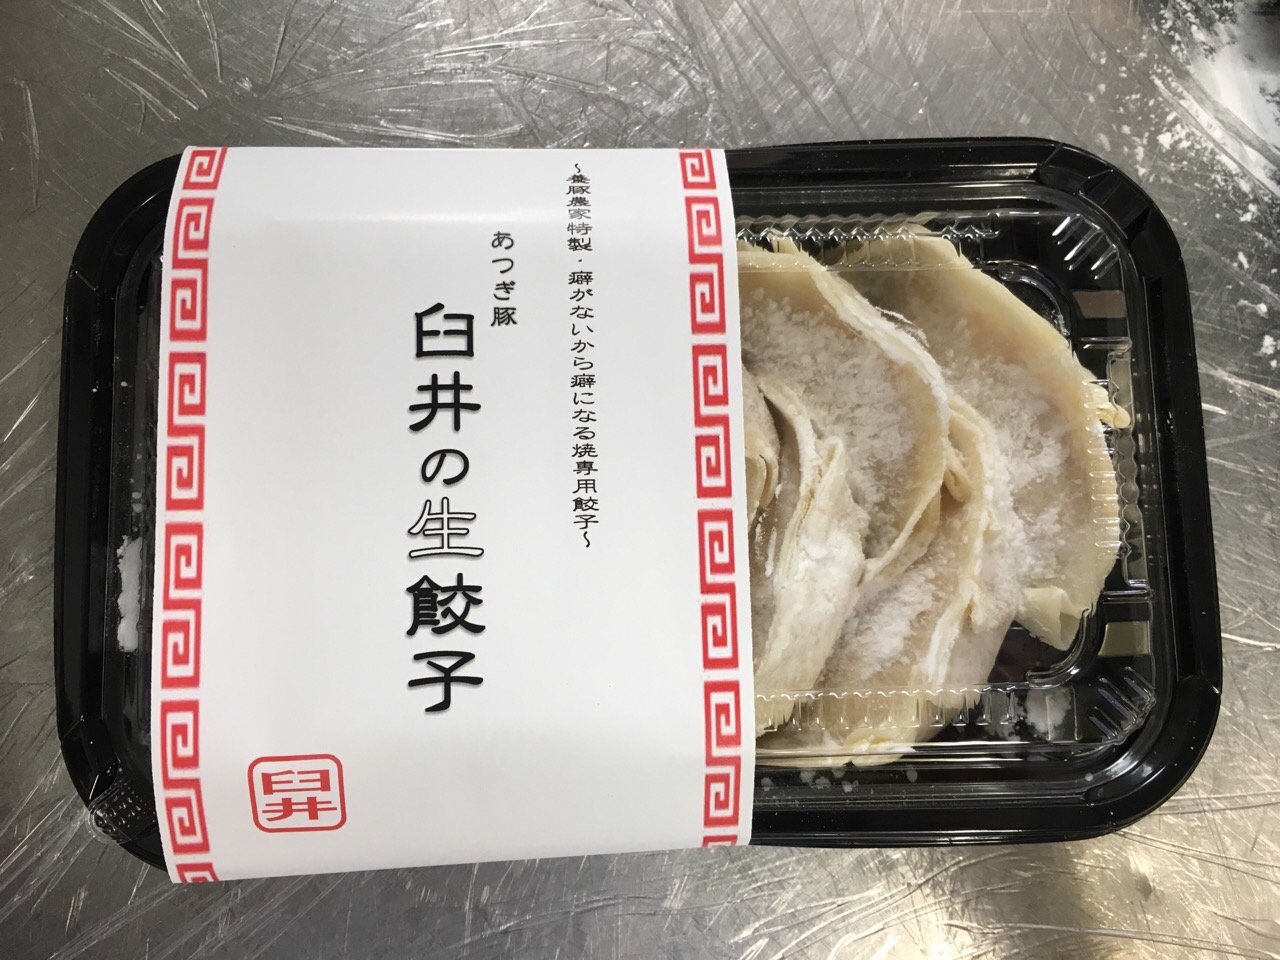 ～養豚農家特製・癖がないから癖になる焼専用餃子～
あつぎ豚
臼井の生餃子
臼井